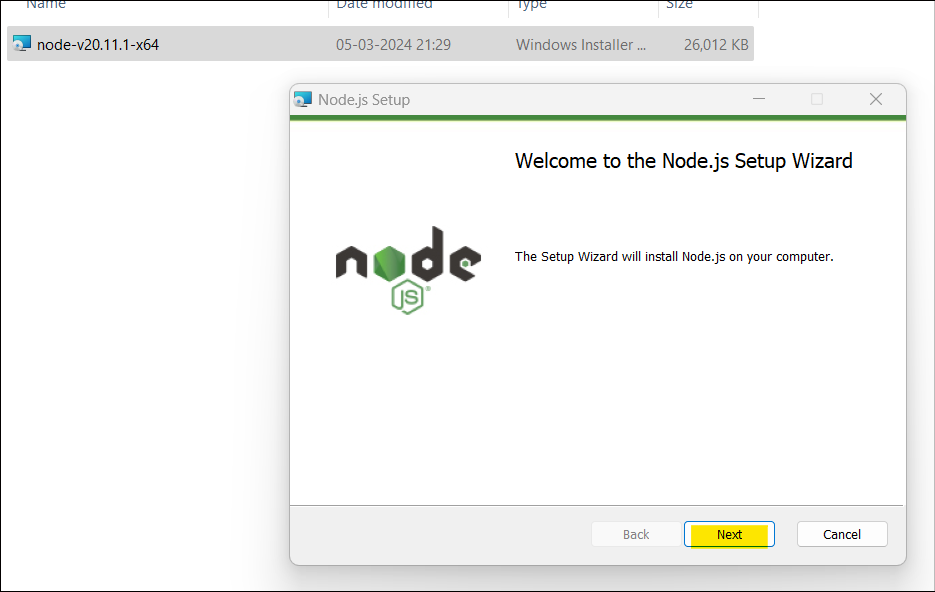 Name Date modified Type Size
node-v20.11.1-x64 05-03-2024 21:29 Windows Installer ... 26,012 KB
Node.js Setup
Welcome to the Node.js Setup Wizard
node
JS
The Setup Wizard will install Node.js on your computer.
Back Next Cancel